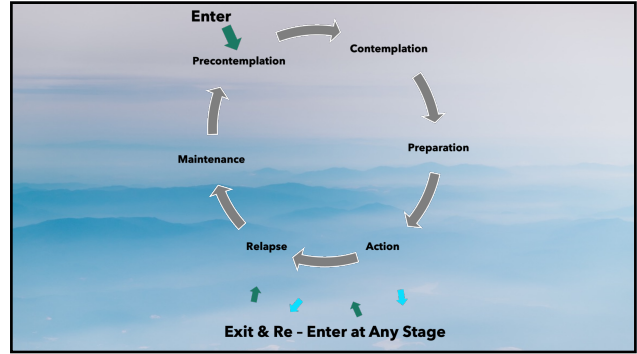 Enter
Precontemplation
Contemplation
Preparation
Action
Relapse
Maintenance
Exit & Re – Enter at Any Stage